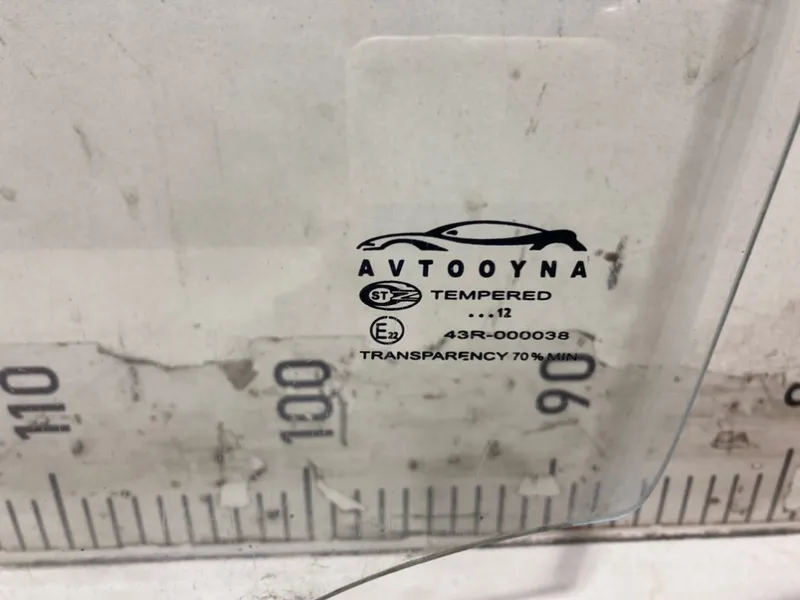 AVTOOYNA
ST TEMPERED
...12
E22 43R-000038
TRANSPARENCY 70% MIN
110 100 90